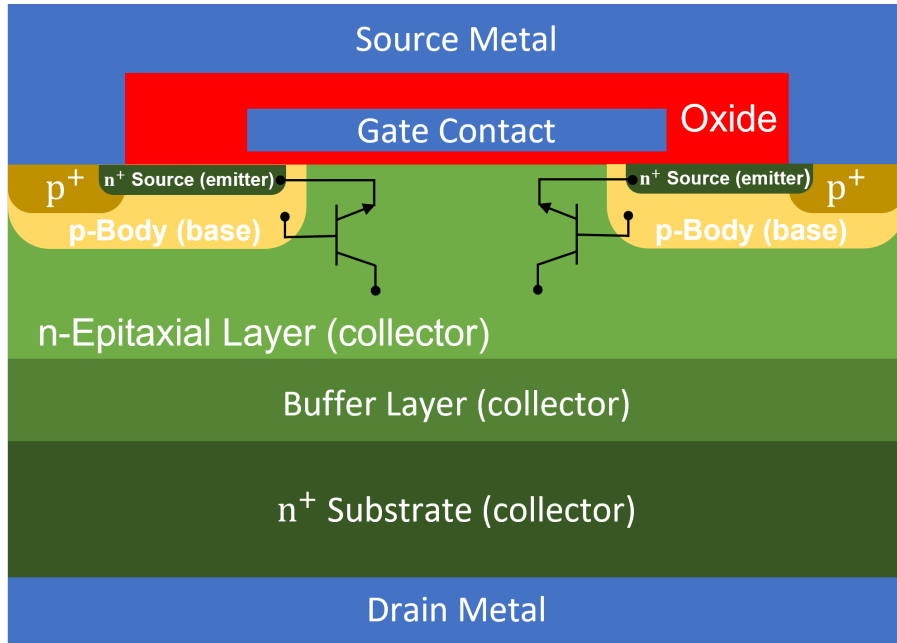 Source Metal
Oxide
Gate Contact
p⁺
n⁺ Source (emitter)
n⁺ Source (emitter)
p⁺
p-Body (base)
p-Body (base)
n-Epitaxial Layer (collector)
Buffer Layer (collector)
n⁺ Substrate (collector)
Drain Metal